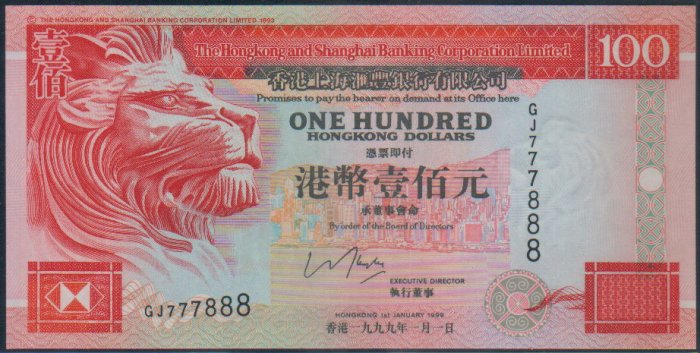 © THE HONGKONG AND SHANGHAI BANKING CORPORATION LIMITED 1993
壹佰
The Hongkong and Shanghai Banking Corporation Limited
100
香港上海滙豐銀行有限公司
Promises to pay the bearer on demand at its Office here
ONE HUNDRED
HONGKONG DOLLARS
憑票即付
港幣壹佰元
承董事會命
By order of the Board of Directors
GJ777888
EXECUTIVE DIRECTOR
執行董事
GJ777888
HONGKONG 1st JANUARY 1999
香港一九九九年一月一日